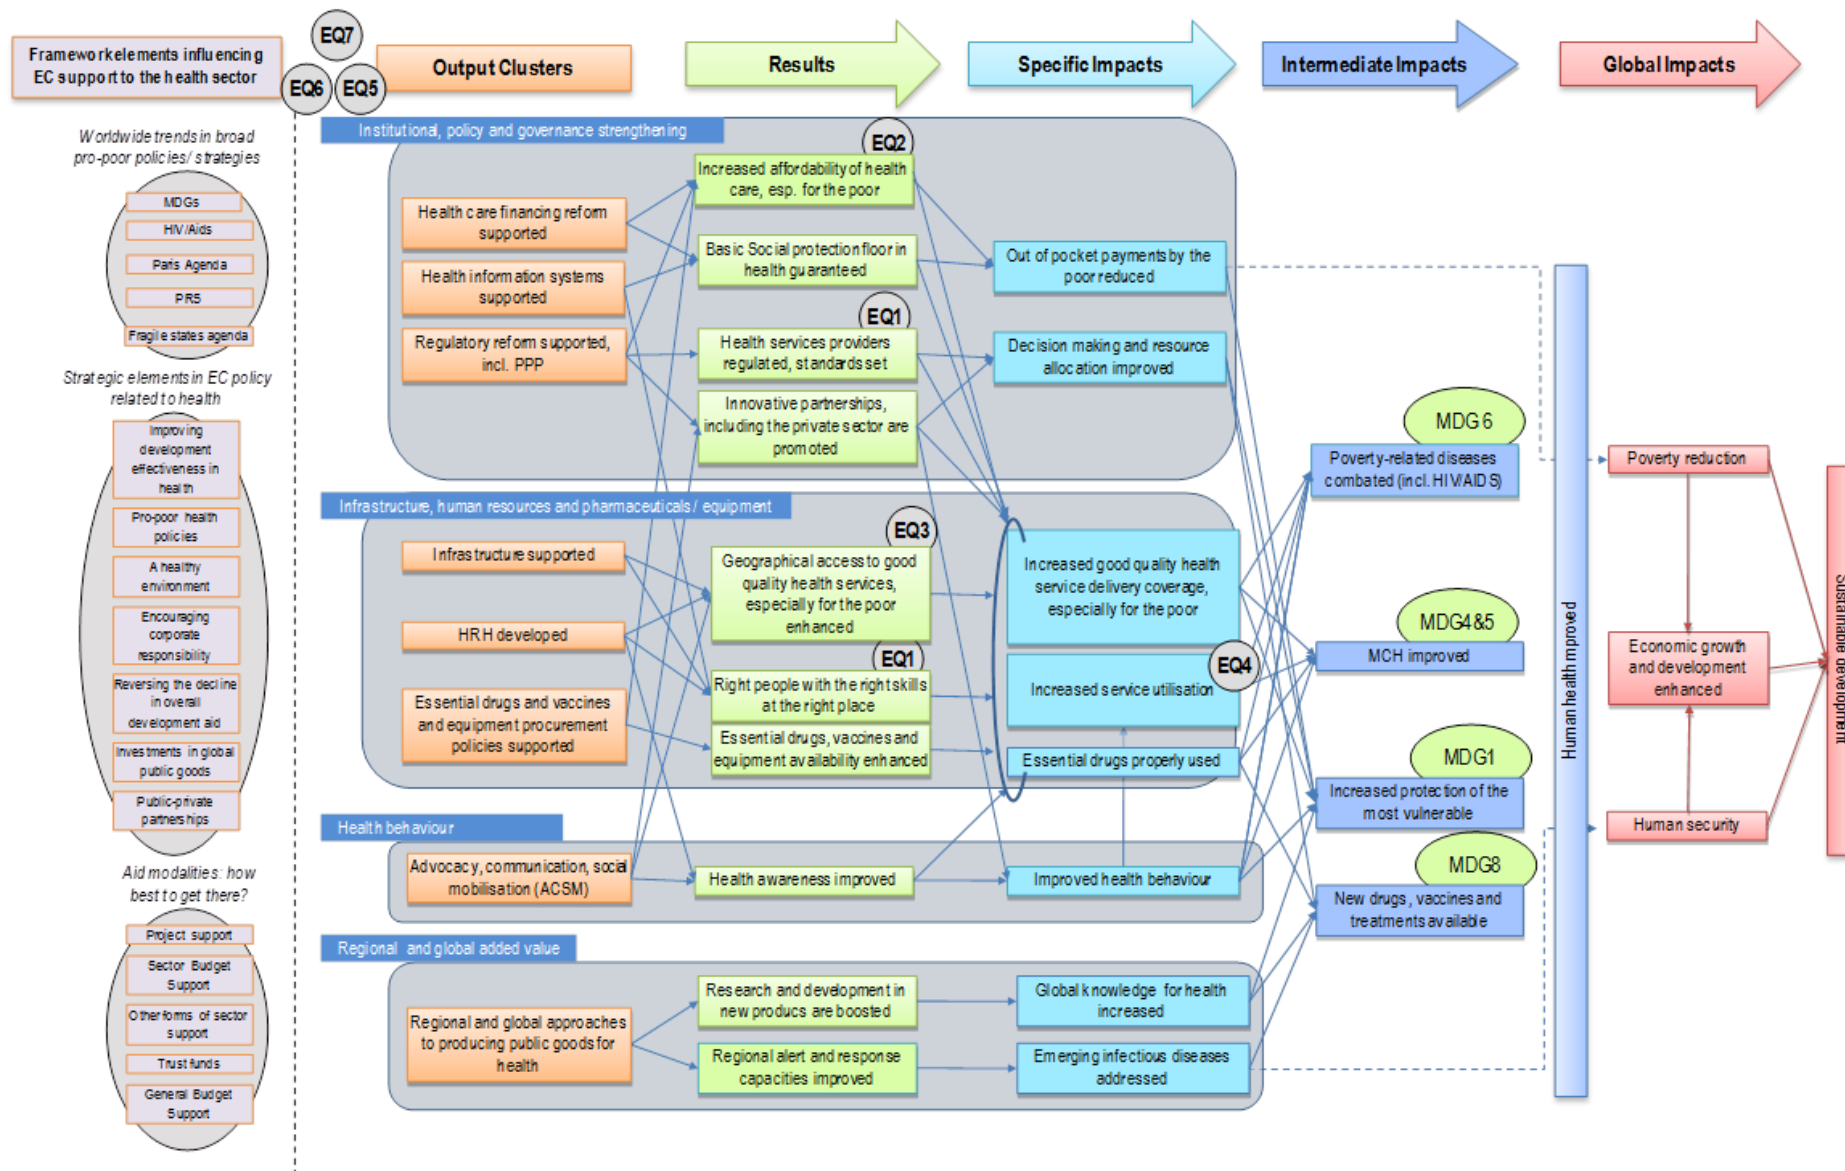 Framework elements influencing
EC support to the health sector
EQ7
EQ6
EQ5
Output Clusters
Results
Specific Impacts
Intermediate Impacts
Global Impacts
Worldwide trends in broad
pro-poor policies/ strategies
MDGs
HIV/Aids
Paris Agenda
PRS
Fragile states agenda
Strategic elements in EC policy
related to health
Improving
development
effectiveness in
health
Pro-poor health
policies
A healthy
environment
Encouraging
corporate
responsibility
Reversing the decline
in overall
development aid
Investments in global
public goods
Public-private
partnerships
Aid modalities: how
best to get there?
Project support
Sector Budget
Support
Other forms of sector
support
Trust funds
General Budget
Support
Institutional, policy and governance strengthening
Health care financing reform
supported
Health information systems
supported
Regulatory reform supported,
incl. PPP
EQ2
Increased affordability of health
care, esp. for the poor
Basic Social protection floor in
health guaranteed
EQ1
Health services providers
regulated, standards set
Innovative partnerships,
including the private sector are
promoted
Out of pocket payments by the
poor reduced
Decision making and resource
allocation improved
Infrastructure, human resources and pharmaceuticals / equipment
Infrastructure supported
HRH developed
Essential drugs and vaccines
and equipment procurement
policies supported
EQ3
Geographical access to good
quality health services,
especially for the poor
enhanced
EQ1
Right people with the right skills
at the right place
Essential drugs, vaccines and
equipment availability enhanced
Increased good quality health
service delivery coverage,
especially for the poor
EQ4
Increased service utilisation
Essential drugs properly used
Health behaviour
Advocacy, communication, social
mobilisation (ACSM)
Health awareness improved
Improved health behaviour
Regional and global added value
Regional and global approaches
to producing public goods for
health
Research and development in
new producs are boosted
Regional alert and response
capacities improved
Global knowledge for health
increased
Emerging infectious diseases
addressed
MDG 6
Poverty-related diseases
combated (incl. HIV/AIDS)
MDG4&5
MCH improved
MDG1
Increased protection of the
most vulnerable
MDG8
New drugs, vaccines and
treatments available
Human health mproved
Poverty reduction
Economic growth
and development
enhanced
Human security
Sustainable development